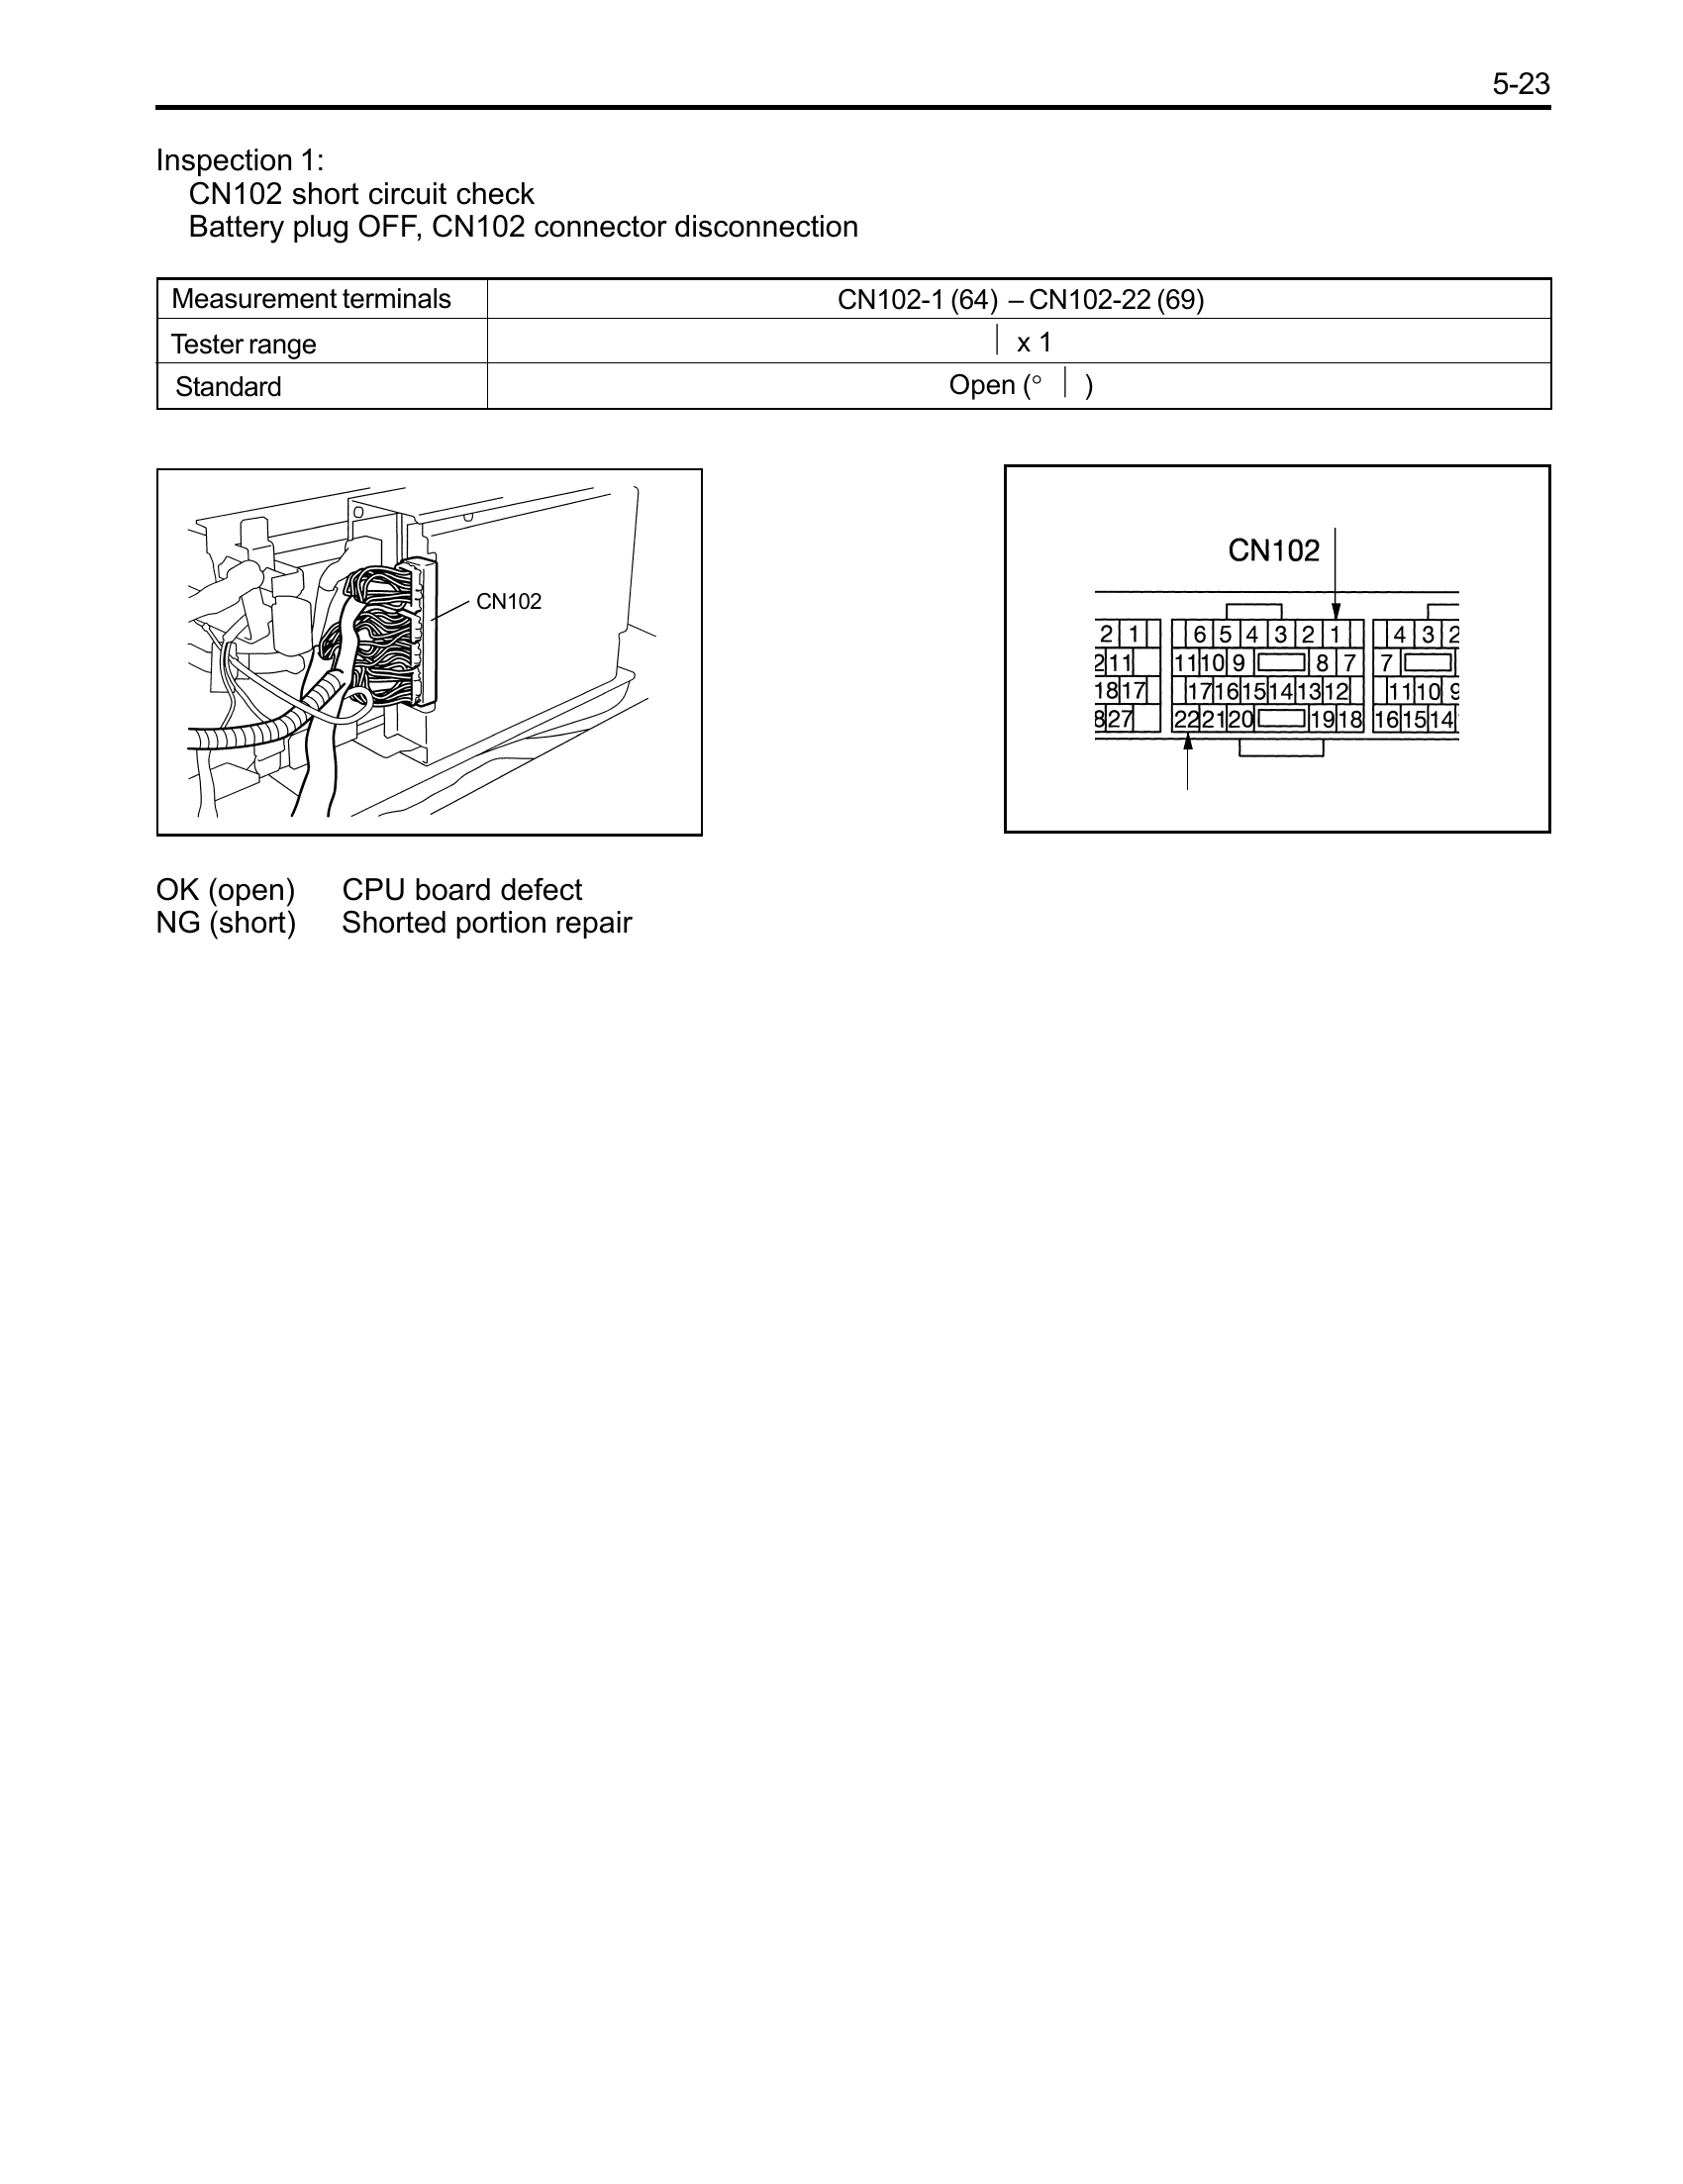 5-23
Inspection 1:
CN102 short circuit check
Battery plug OFF, CN102 connector disconnection
Measurement terminals CN102-1 (64) – CN102-22 (69)
Tester range | x 1
Standard Open (° | )
CN102
CN102
2 1 6 5 4 3 2 1 4 3 2
2 11 11 10 9 8 7 7
18 17 17 16 15 14 13 12 11 10 9
8 27 22 21 20 19 18 16 15 14
OK (open) CPU board defect
NG (short) Shorted portion repair